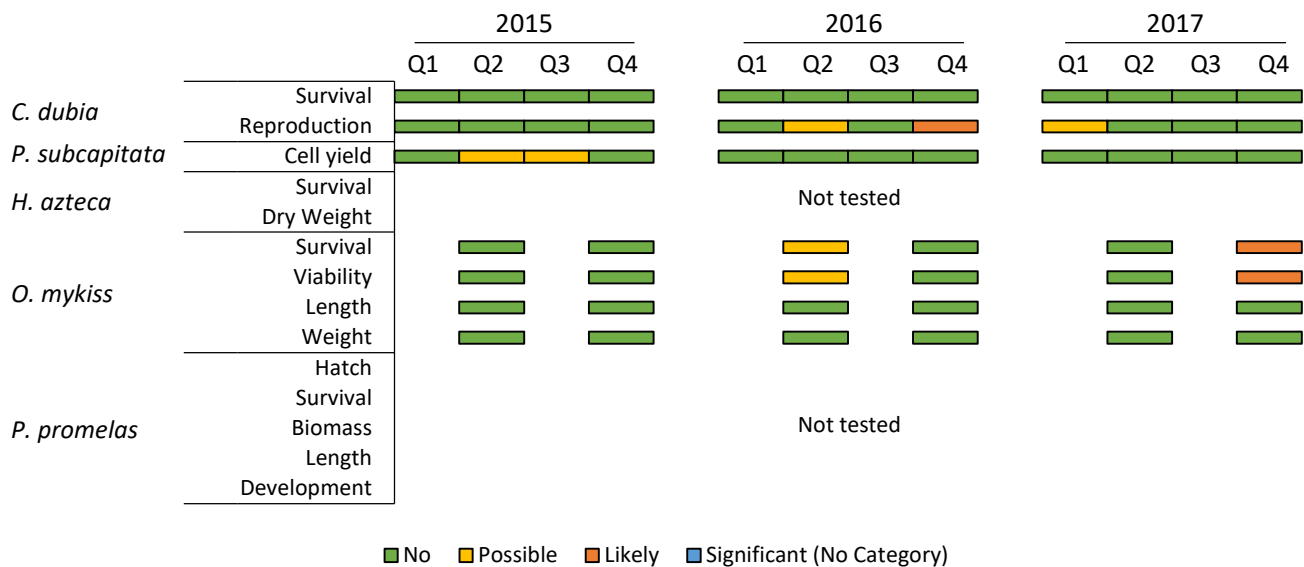 2015 2016 2017
Q1 Q2 Q3 Q4 Q1 Q2 Q3 Q4 Q1 Q2 Q3 Q4
C. dubia
Survival
Reproduction
P. subcapitata Cell yield
H. azteca
Survival
Dry Weight
Not tested
O. mykiss
Survival
Viability
Length
Weight
P. promelas
Hatch
Survival
Biomass
Length
Development
Not tested
No Possible Likely Significant (No Category)